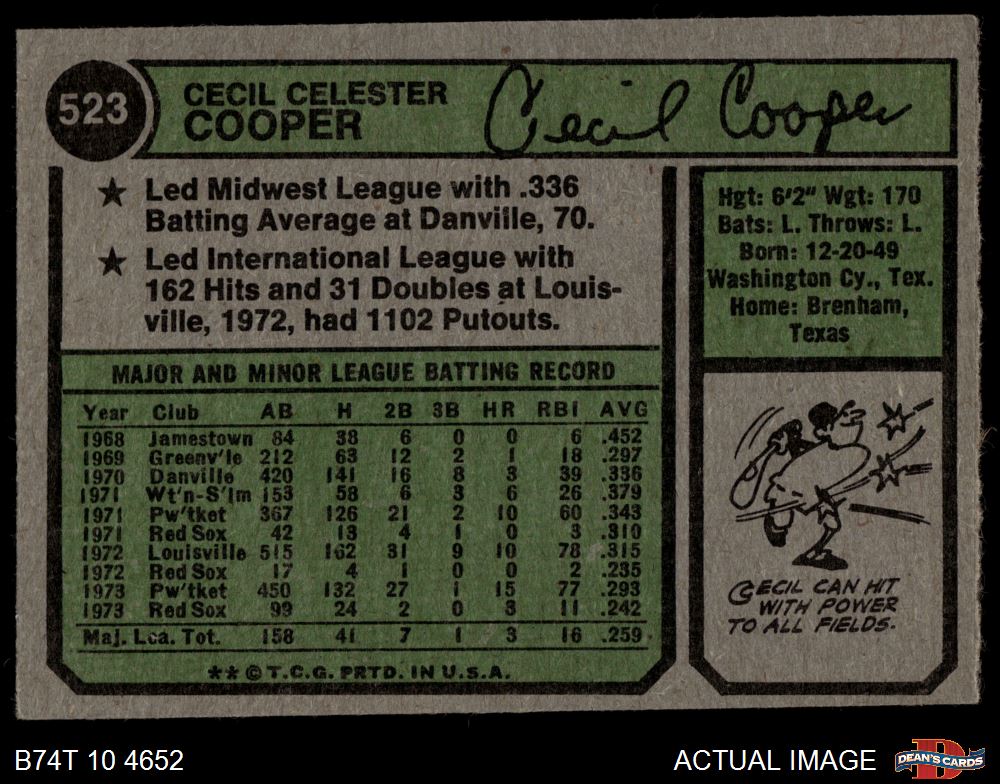 523
CECIL CELESTER
COOPER
Cecil Cooper
★ Led Midwest League with .336
Batting Average at Danville, 70.
★ Led International League with
162 Hits and 31 Doubles at Louis-
ville, 1972, had 1102 Putouts.
Hgt: 6'2" Wgt: 170
Bats: L. Throws: L.
Born: 12-20-49
Washington Cy., Tex.
Home: Brenham,
Texas
MAJOR AND MINOR LEAGUE BATTING RECORD
Year Club AB H 2B 3B HR RBI AVG
1968 Jamestown 84 38 6 0 0 6 .452
1969 Greenv'le 212 63 12 2 1 18 .297
1970 Danville 420 141 16 8 3 39 .336
1971 Wt'n-S'lm 153 58 6 3 6 26 .379
1971 Pw'tket 367 126 21 2 10 60 .343
1971 Red Sox 42 13 4 1 0 3 .310
1972 Louisville 515 162 31 9 10 78 .315
1972 Red Sox 17 4 1 0 0 2 .235
1973 Pw'tket 450 132 27 1 15 77 .293
1973 Red Sox 99 24 2 0 3 11 .242
Maj. Lea. Tot. 158 41 7 1 3 16 .259
** © T.C.G. PRTD. IN U.S.A.
CECIL CAN HIT
WITH POWER
TO ALL FIELDS.
B74T 10 4652
ACTUAL IMAGE
D
DEAN'S CARDS